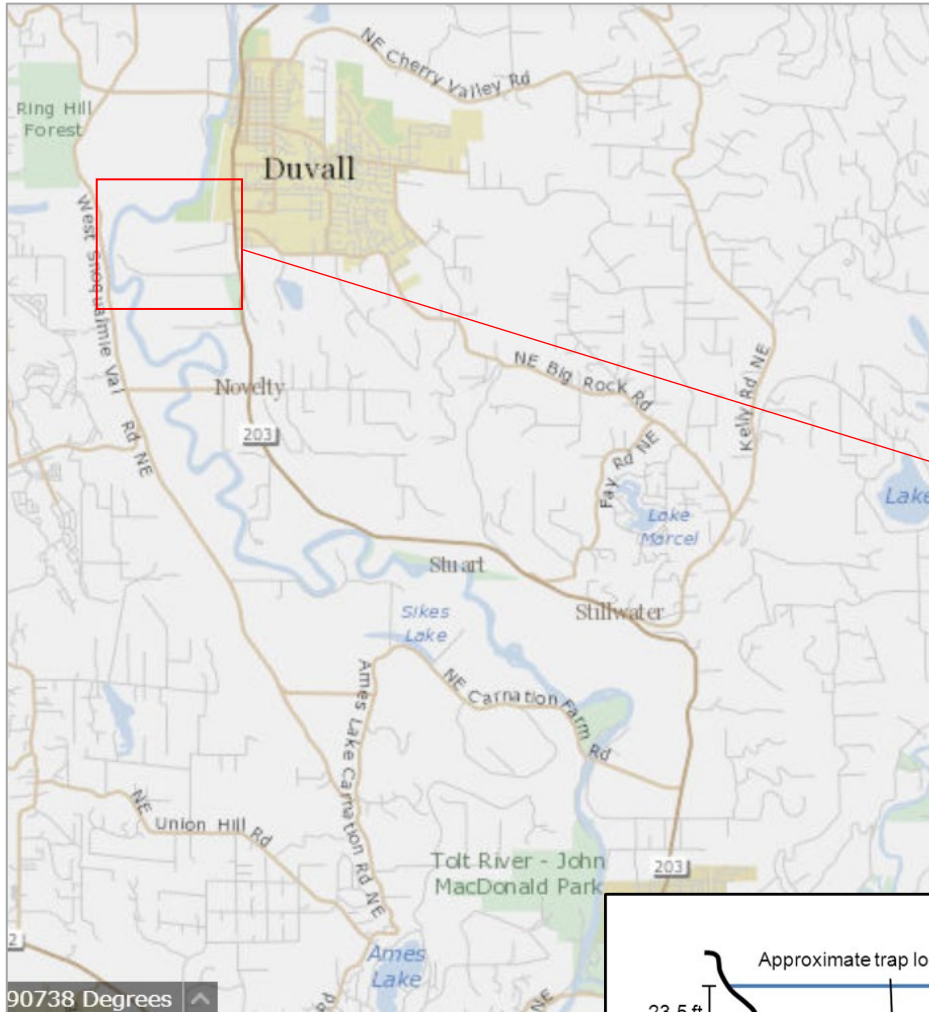 NE Cherry Valley Rd
Ring Hill
Forest
Duvall
West Snoqualmie Val
Rd NE
NE Big Rock Rd
Kelly Rd NE
Novelty
203
Fay Rd NE
Lake
Lake
Marcel
Stuart
Stillwater
Sikes
Lake
NE Carnation Farm
Rd
Ames Lake Carnation Rd NE
NE Union Hill Rd
Tolt River - John
MacDonald Park
203
2
Ames
Lake
Rd
NE
90738 Degrees
Approximate trap lo
23.5 ft